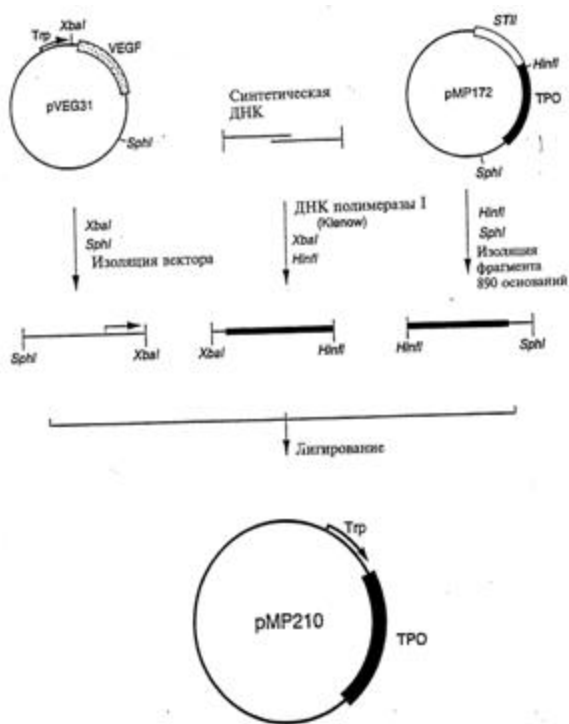 XbaI
Trp
VEGF
pVEG31
SphI
Синтетическая
ДНК
STII
HinfI
pMP172
TPO
SphI
XbaI
SphI
Изоляция вектора
ДНК полимеразы I
(Klenow)
XbaI
HinfI
HinfI
SphI
Изоляция
фрагмента
890 оснований
SphI
XbaI
XbaI
HinfI
HinfI
SphI
Лигирование
Trp
pMP210
TPO